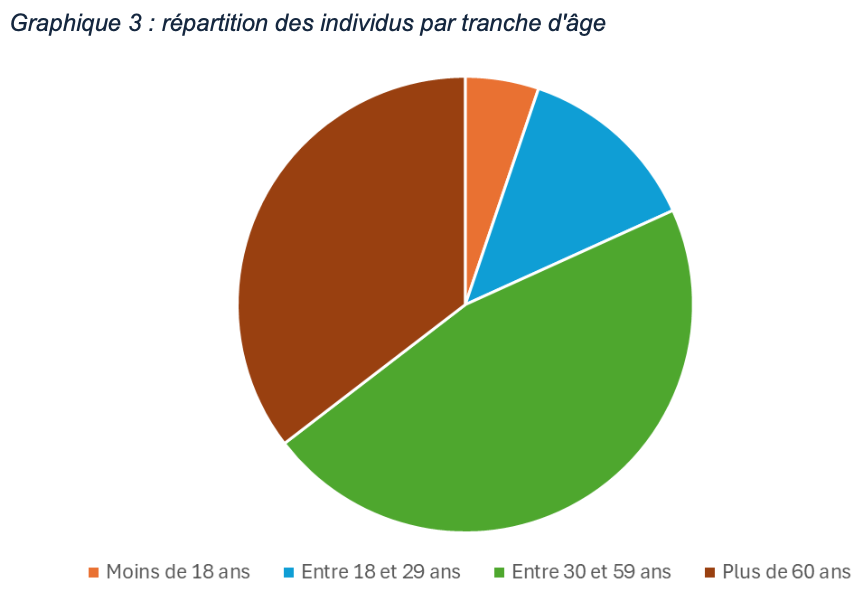 Graphique 3 : répartition des individus par tranche d'âge
Moins de 18 ans Entre 18 et 29 ans Entre 30 et 59 ans Plus de 60 ans